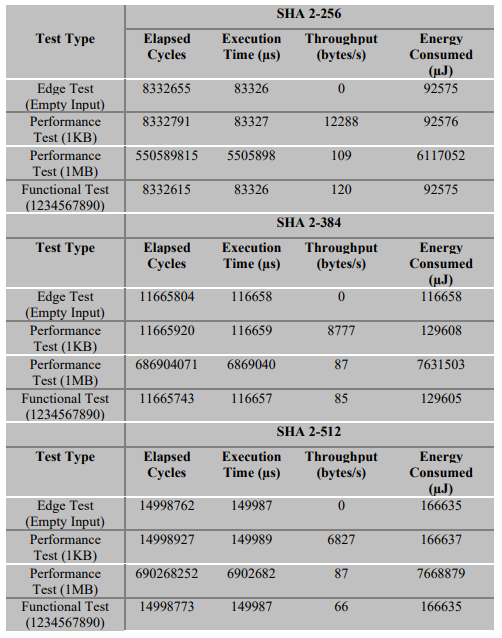 SHA 2-256
Test Type Elapsed Cycles Execution Time (µs) Throughput (bytes/s) Energy Consumed (µJ)
Edge Test (Empty Input) 8332655 83326 0 92575
Performance Test (1KB) 8332791 83327 12288 92576
Performance Test (1MB) 550589815 5505898 109 6117052
Functional Test (1234567890) 8332615 83326 120 92575
SHA 2-384
Test Type Elapsed Cycles Execution Time (µs) Throughput (bytes/s) Energy Consumed (µJ)
Edge Test (Empty Input) 11665804 116658 0 116658
Performance Test (1KB) 11665920 116659 8777 129608
Performance Test (1MB) 686904071 6869040 87 7631503
Functional Test (1234567890) 11665743 116657 85 129605
SHA 2-512
Test Type Elapsed Cycles Execution Time (µs) Throughput (bytes/s) Energy Consumed (µJ)
Edge Test (Empty Input) 14998762 149987 0 166635
Performance Test (1KB) 14998927 149989 6827 166637
Performance Test (1MB) 690268252 6902682 87 7668879
Functional Test (1234567890) 14998773 149987 66 166635